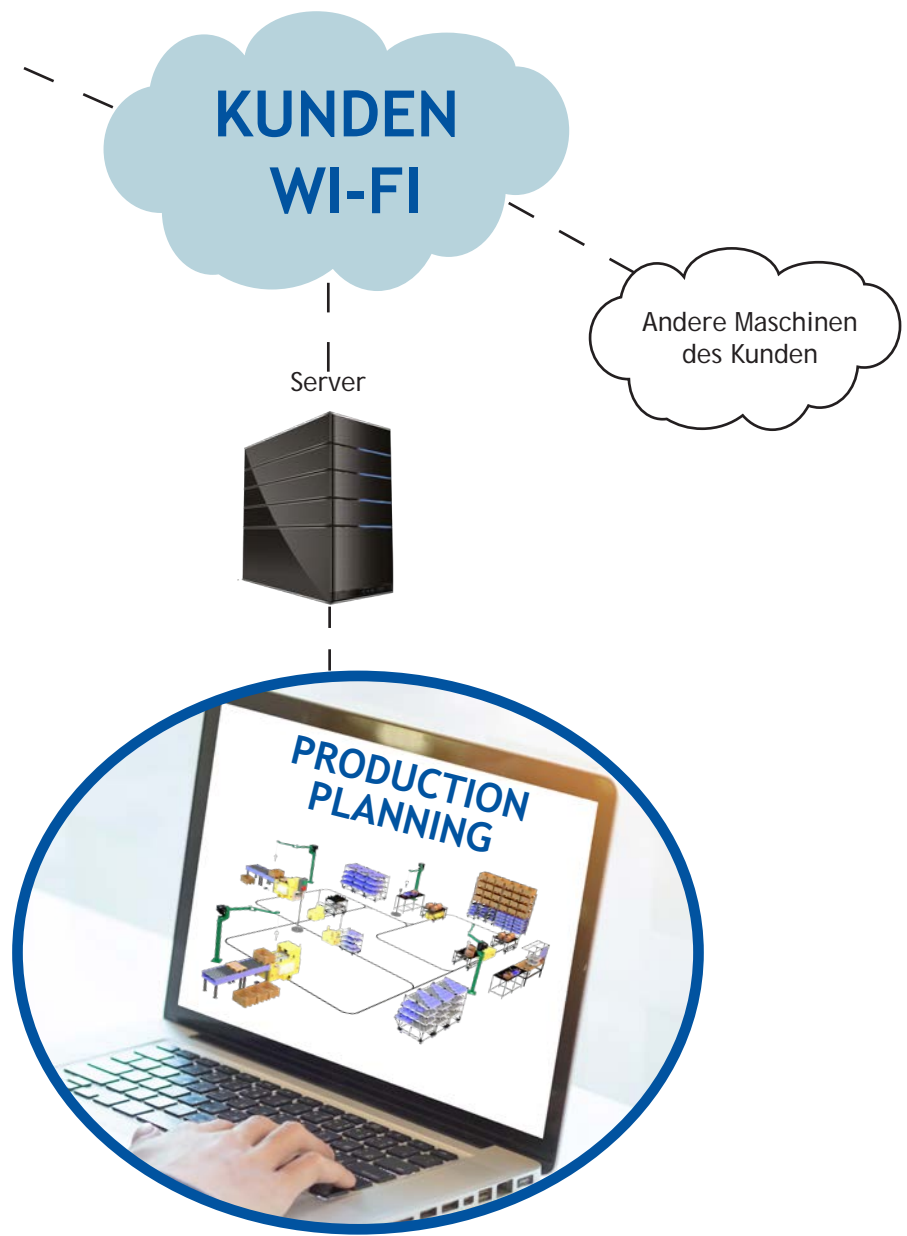 KUNDEN
WI-FI
Andere Maschinen
des Kunden
Server
PRODUCTION
PLANNING